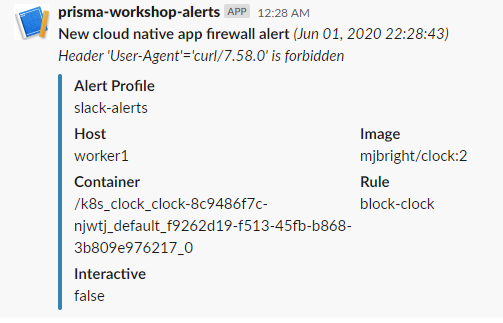 prisma-workshop-alerts APP 12:28 AM
New cloud native app firewall alert (Jun 01, 2020 22:28:43)
Header 'User-Agent'='curl/7.58.0' is forbidden
Alert Profile
slack-alerts
Host Image
worker1 mjbright/clock:2
Container Rule
/k8s_clock_clock-8c9486f7c- block-clock
njwtj_default_f9262d19-f513-45fb-b868-
3b809e976217_0
Interactive
false